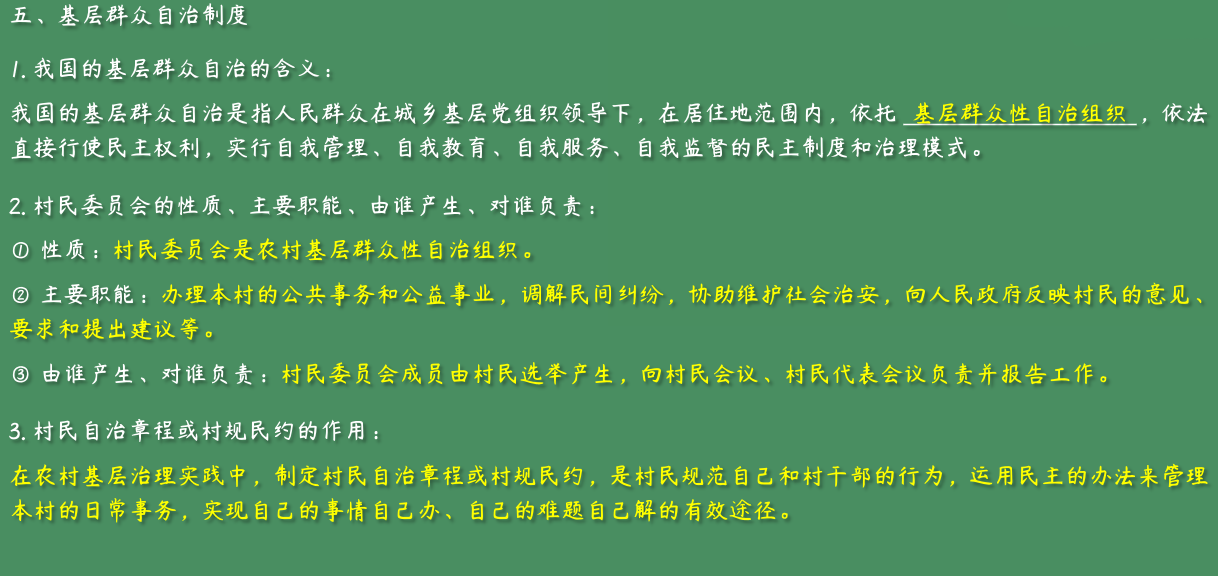 五、基层群众自治制度
1. 我国的基层群众自治的含义：
我国的基层群众自治是指人民群众在城乡基层党组织领导下，在居住地范围内，依托 基层群众性自治组织 ，依法
直接行使民主权利，实行自我管理、自我教育、自我服务、自我监督的民主制度和治理模式。
2. 村民委员会的性质、主要职能、由谁产生、对谁负责：
① 性质：村民委员会是农村基层群众性自治组织。
② 主要职能：办理本村的公共事务和公益事业，调解民间纠纷，协助维护社会治安，向人民政府反映村民的意见、
要求和提出建议等。
③ 由谁产生、对谁负责：村民委员会成员由村民选举产生，向村民会议、村民代表会议负责并报告工作。
3. 村民自治章程或村规民约的作用：
在农村基层治理实践中，制定村民自治章程或村规民约，是村民规范自己和村干部的行为，运用民主的办法来管理
本村的日常事务，实现自己的事情自己办、自己的难题自己解的有效途径。